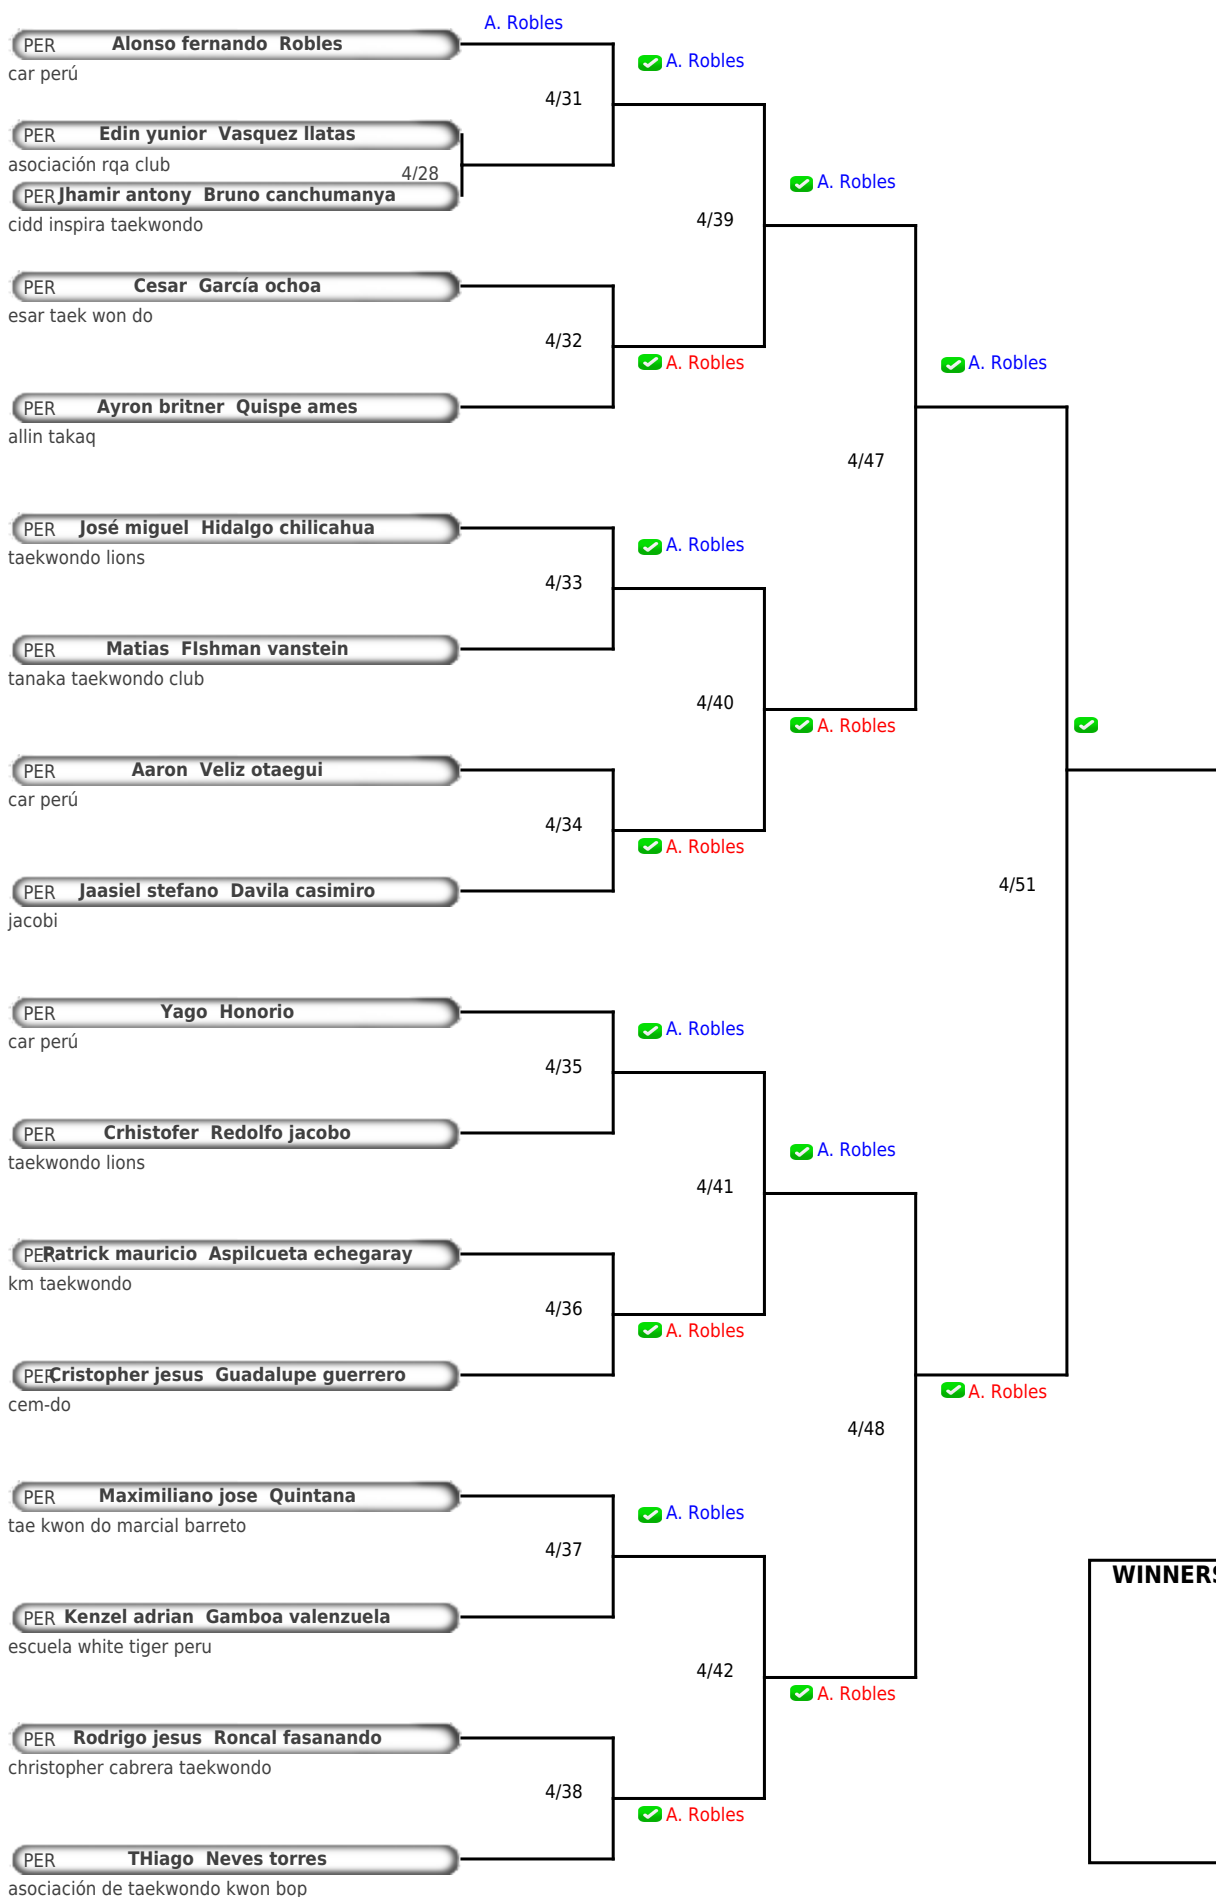 A. Robles
PER Alonso fernando Robles
car perú
A. Robles
4/31
PER Edin yunior Vasquez llatas
asociación rqa club
4/28
PER Jhamir antony Bruno canchumanya
cidd inspira taekwondo
A. Robles
4/39
PER Cesar García ochoa
esar taek won do
4/32
A. Robles
A. Robles
PER Ayron britner Quispe ames
allin takaq
4/47
PER José miguel Hidalgo chilicahua
taekwondo lions
A. Robles
4/33
PER Matias FIshman vanstein
tanaka taekwondo club
4/40
A. Robles
PER Aaron Veliz otaegui
car perú
4/34
A. Robles
PER Jaasiel stefano Davila casimiro
jacobi
4/51
PER Yago Honorio
car perú
A. Robles
4/35
PER Crhistofer Redolfo jacobo
taekwondo lions
A. Robles
4/41
PER Patrick mauricio Aspilcueta echegaray
km taekwondo
4/36
A. Robles
PER Cristopher jesus Guadalupe guerrero
cem-do
A. Robles
4/48
PER Maximiliano jose Quintana
tae kwon do marcial barreto
A. Robles
4/37
WINNERS
PER Kenzel adrian Gamboa valenzuela
escuela white tiger peru
4/42
A. Robles
PER Rodrigo jesus Roncal fasanando
christopher cabrera taekwondo
4/38
A. Robles
PER THiago Neves torres
asociación de taekwondo kwon bop